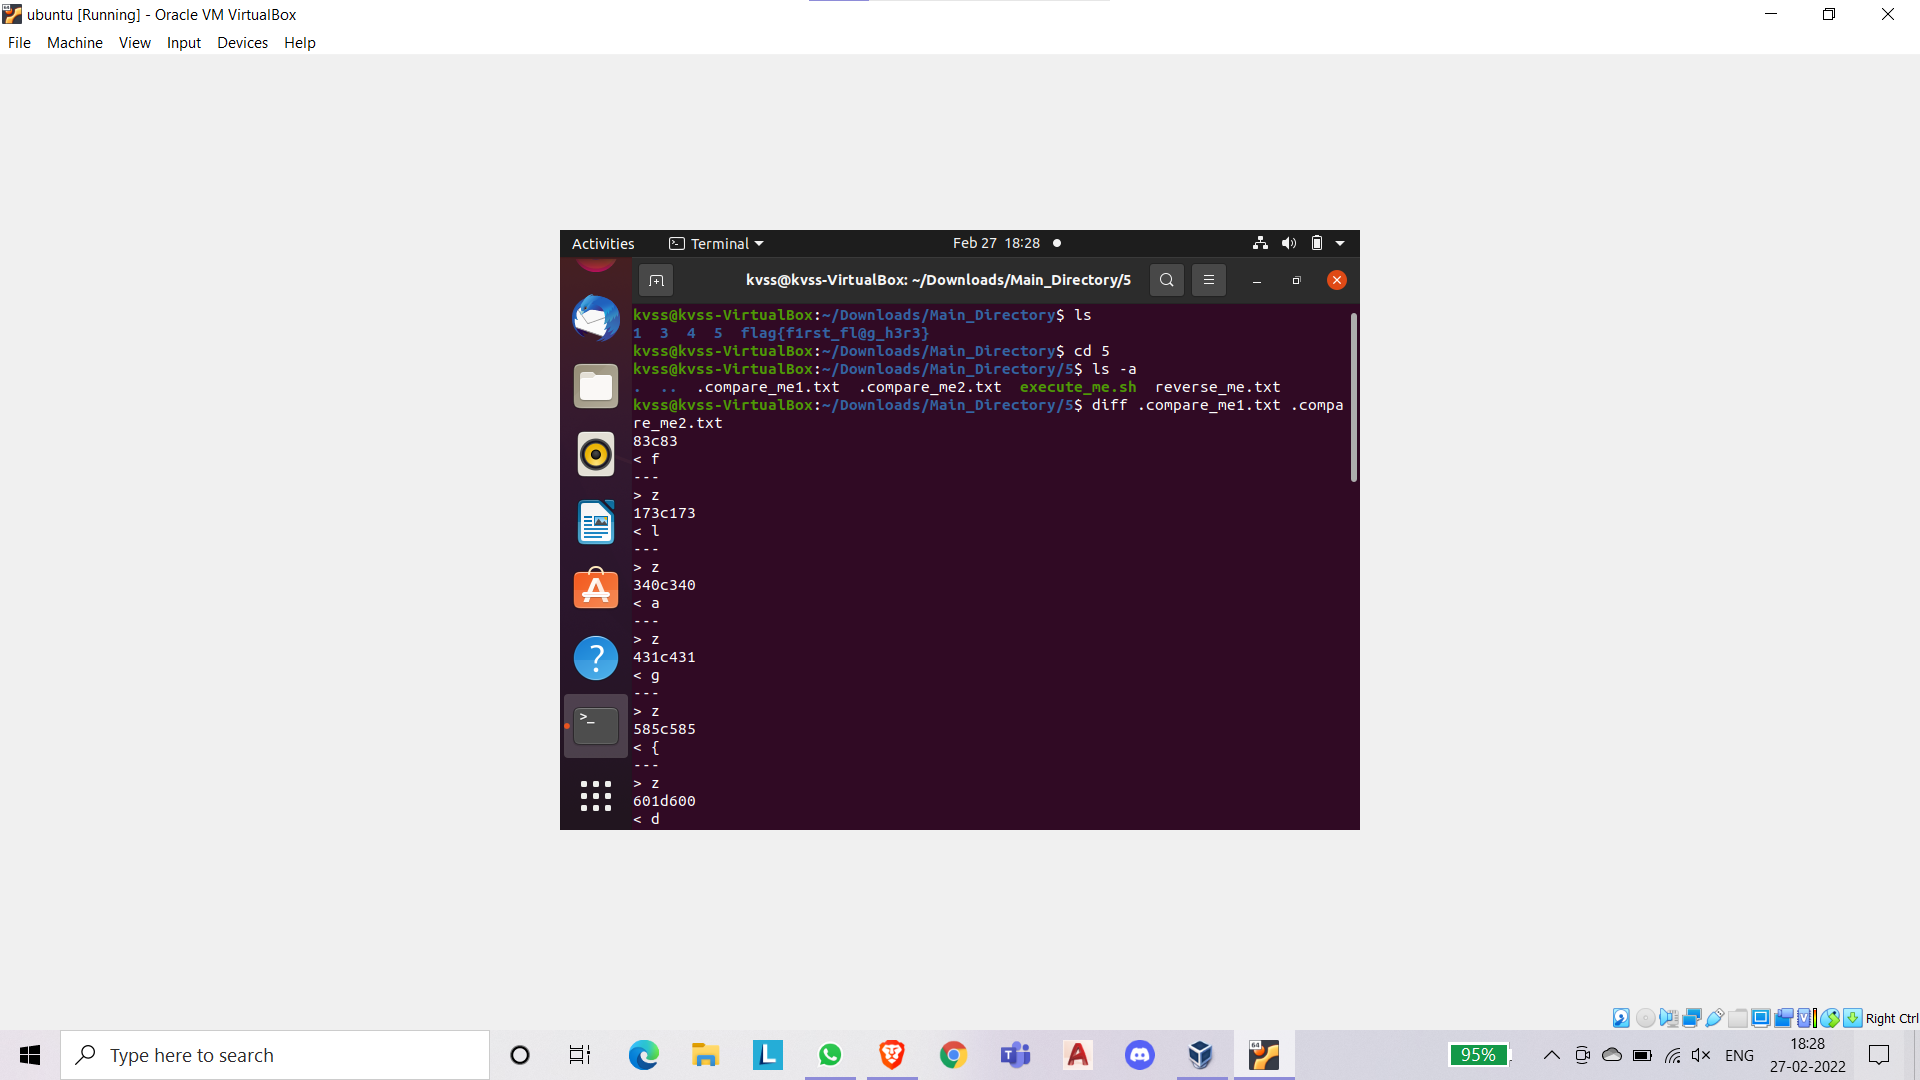 ubuntu [Running] - Oracle VM VirtualBox
File Machine View Input Devices Help
Activities Terminal Feb 27 18:28
kvss@kvss-VirtualBox: ~/Downloads/Main_Directory/5
kvss@kvss-VirtualBox:~/Downloads/Main_Directory$ ls
1 3 4 5 flag{f1rst_fl@g_h3r3}
kvss@kvss-VirtualBox:~/Downloads/Main_Directory$ cd 5
kvss@kvss-VirtualBox:~/Downloads/Main_Directory/5$ ls -a
. .. .compare_me1.txt .compare_me2.txt execute_me.sh reverse_me.txt
kvss@kvss-VirtualBox:~/Downloads/Main_Directory/5$ diff .compare_me1.txt .compa
re_me2.txt
83c83
< f
---
> z
173c173
< l
---
> z
340c340
< a
---
> z
431c431
< g
---
> z
585c585
< {
---
> z
601d600
< d
Right Ctrl
Type here to search
95%
ENG
18:28
27-02-2022